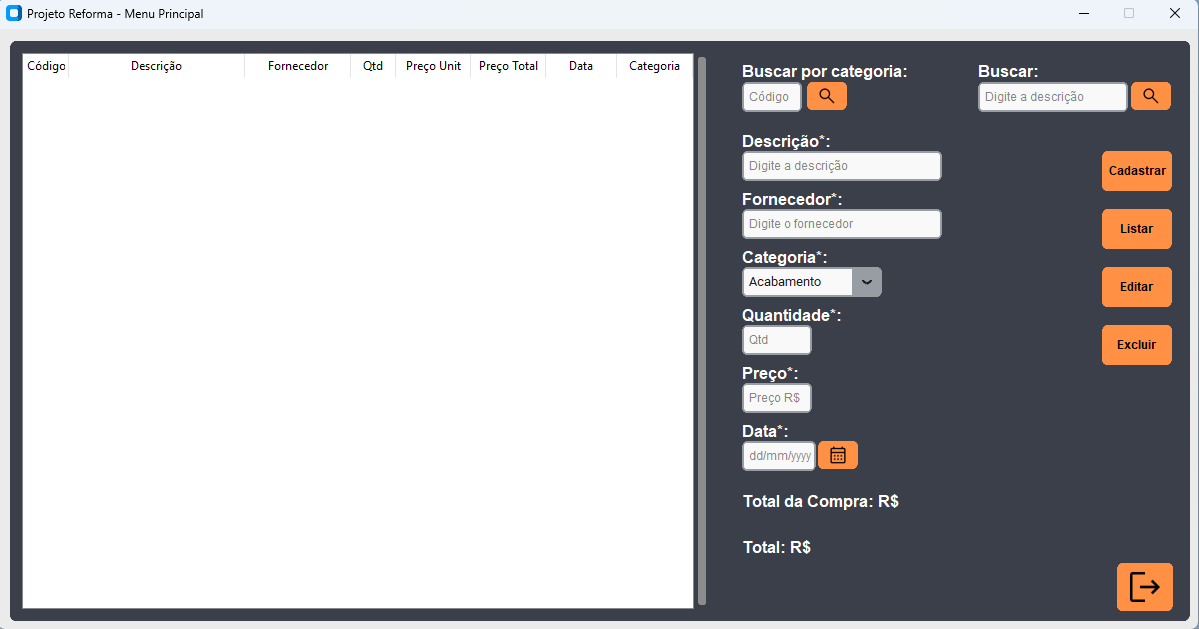 Projeto Reforma - Menu Principal
Código Descrição Fornecedor Qtd Preço Unit Preço Total Data Categoria
Buscar por categoria: Buscar:
Código Digite a descrição
Descrição*:
Digite a descrição
Cadastrar
Fornecedor*:
Digite o fornecedor
Listar
Categoria*:
Acabamento
Editar
Quantidade*:
Qtd
Excluir
Preço*:
Preço R$
Data*:
dd/mm/yyyy
Total da Compra: R$
Total: R$